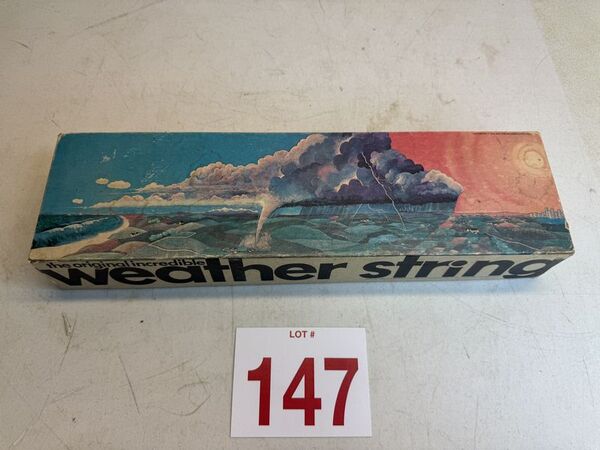 the original/incredible
weather string
LOT #
147